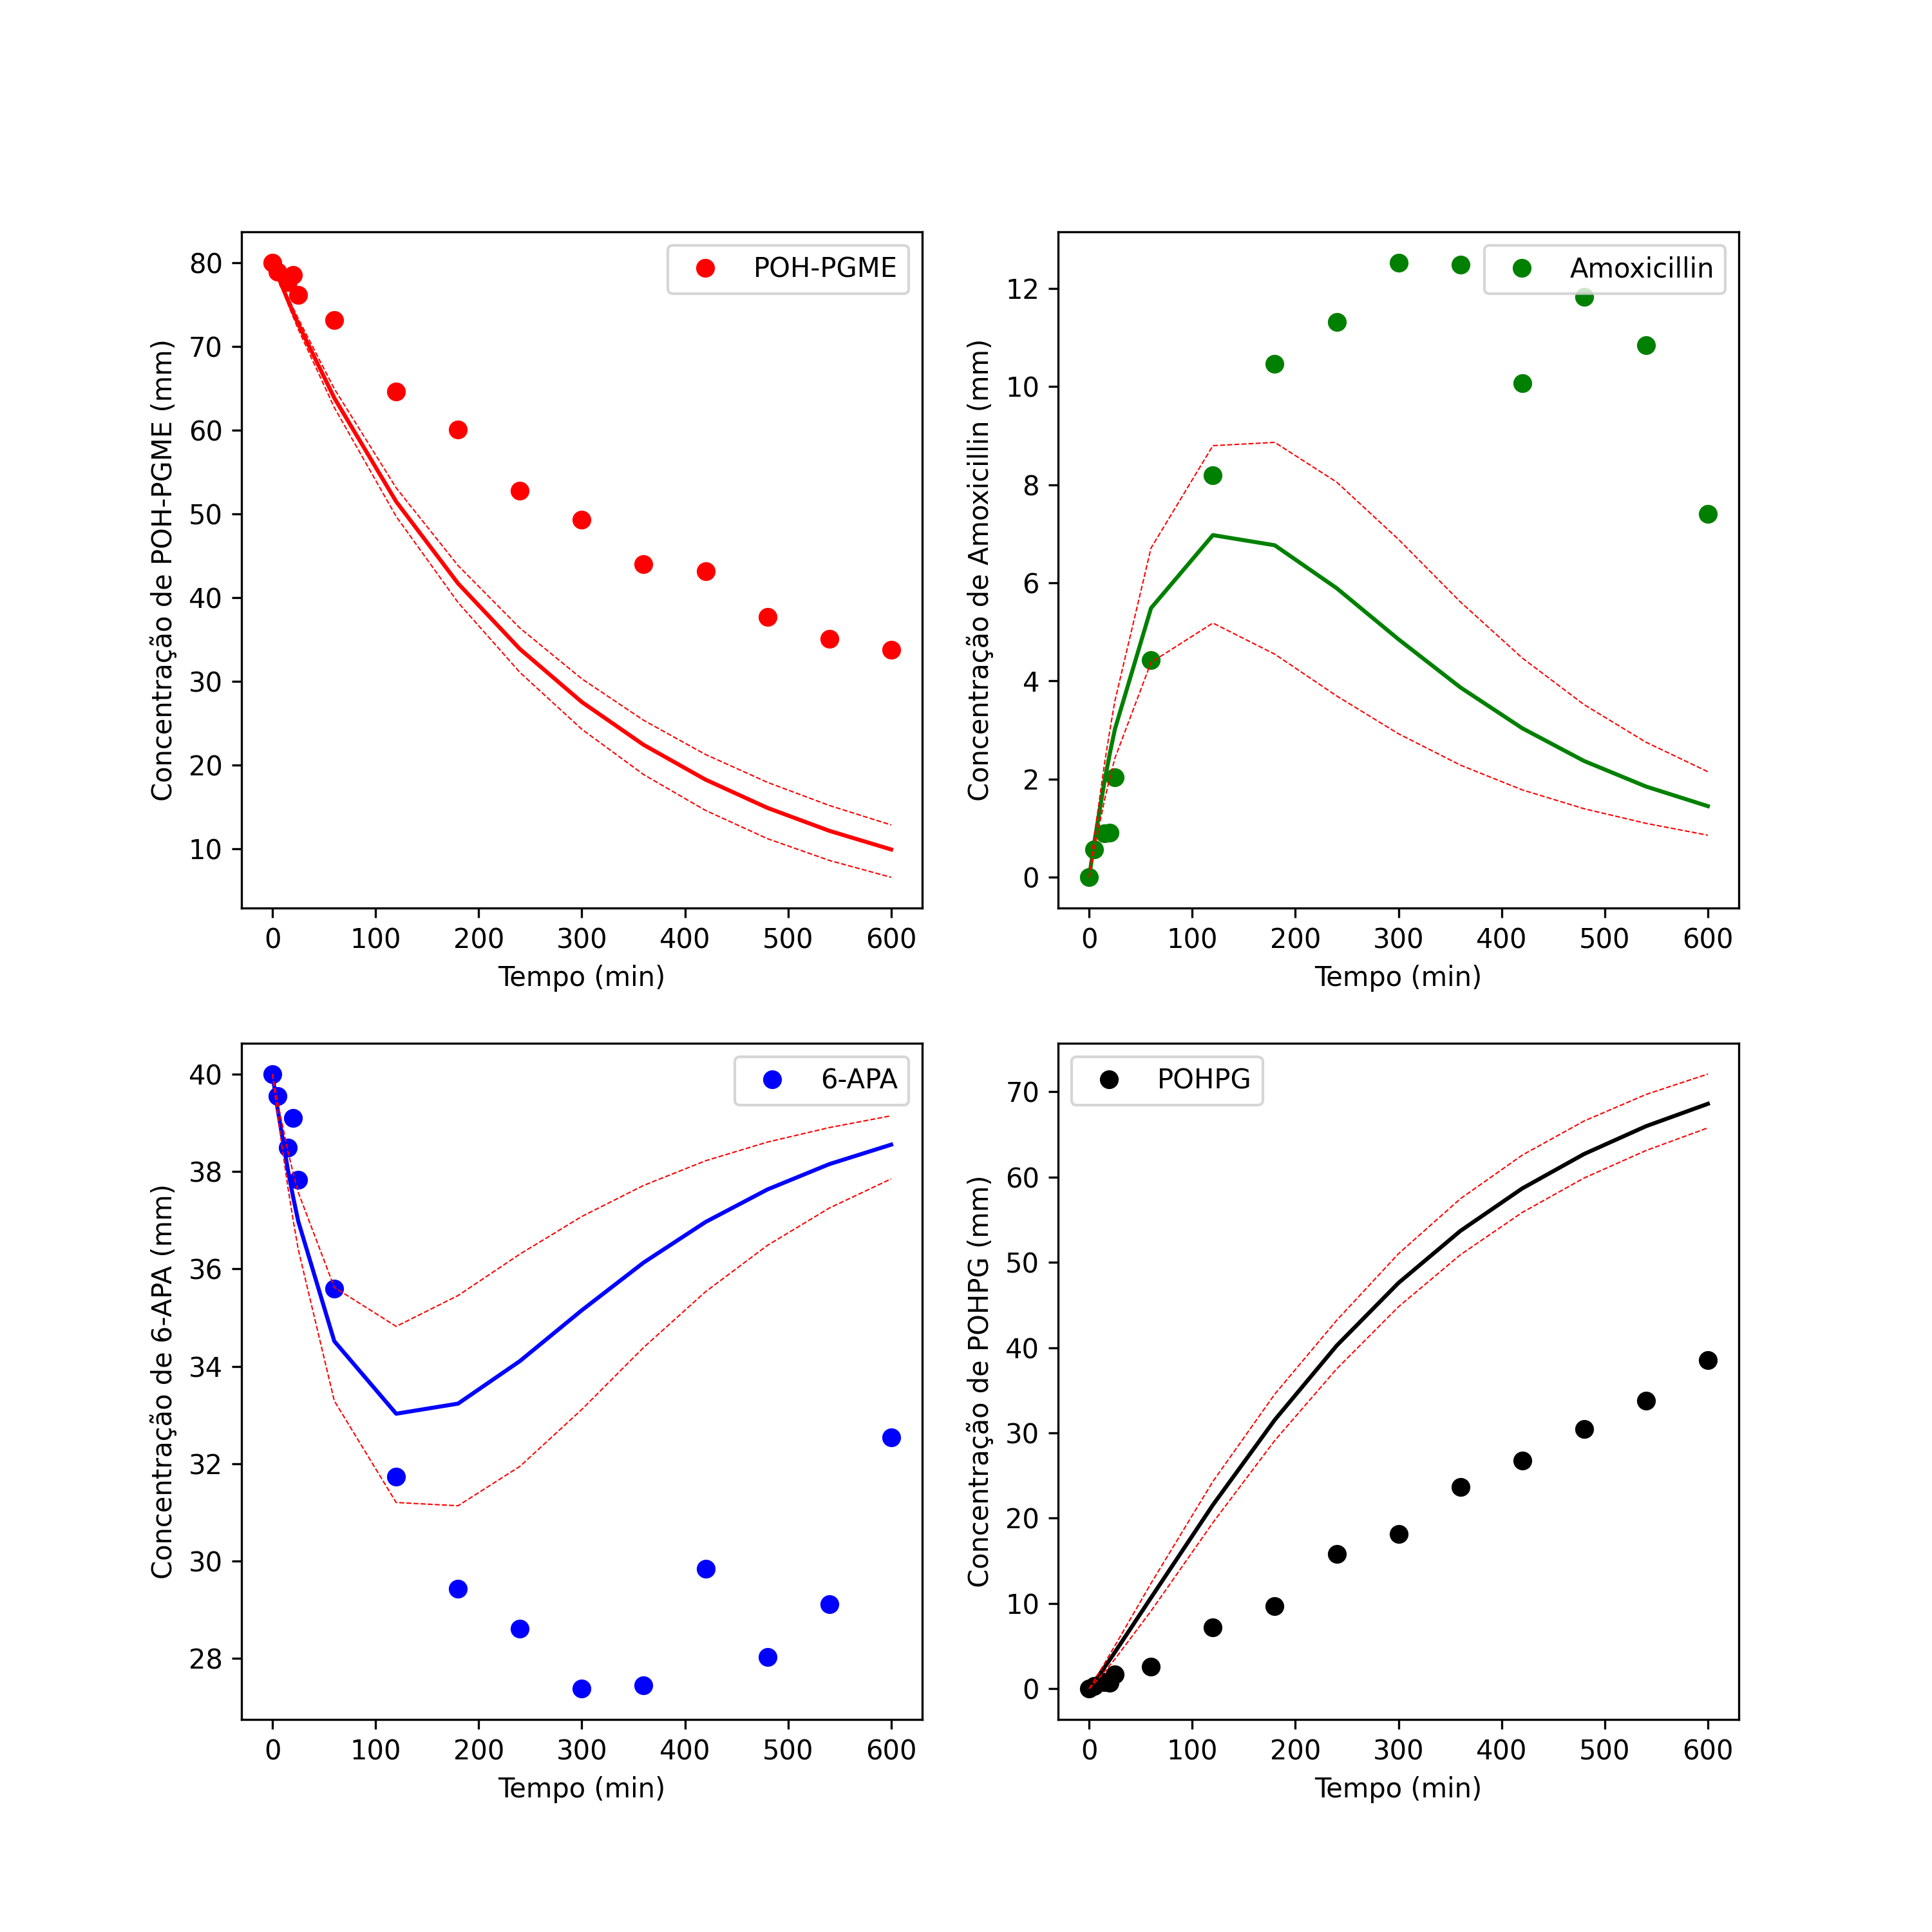 POH-PGME
80
70
60
50
40
30
20
10
Concentração de POH-PGME (mm)
0 100 200 300 400 500 600
Tempo (min)
Amoxicillin
12
10
8
6
4
2
0
Concentração de Amoxicillin (mm)
0 100 200 300 400 500 600
Tempo (min)
6-APA
40
38
36
34
32
30
28
Concentração de 6-APA (mm)
0 100 200 300 400 500 600
Tempo (min)
POHPG
70
60
50
40
30
20
10
0
Concentração de POHPG (mm)
0 100 200 300 400 500 600
Tempo (min)